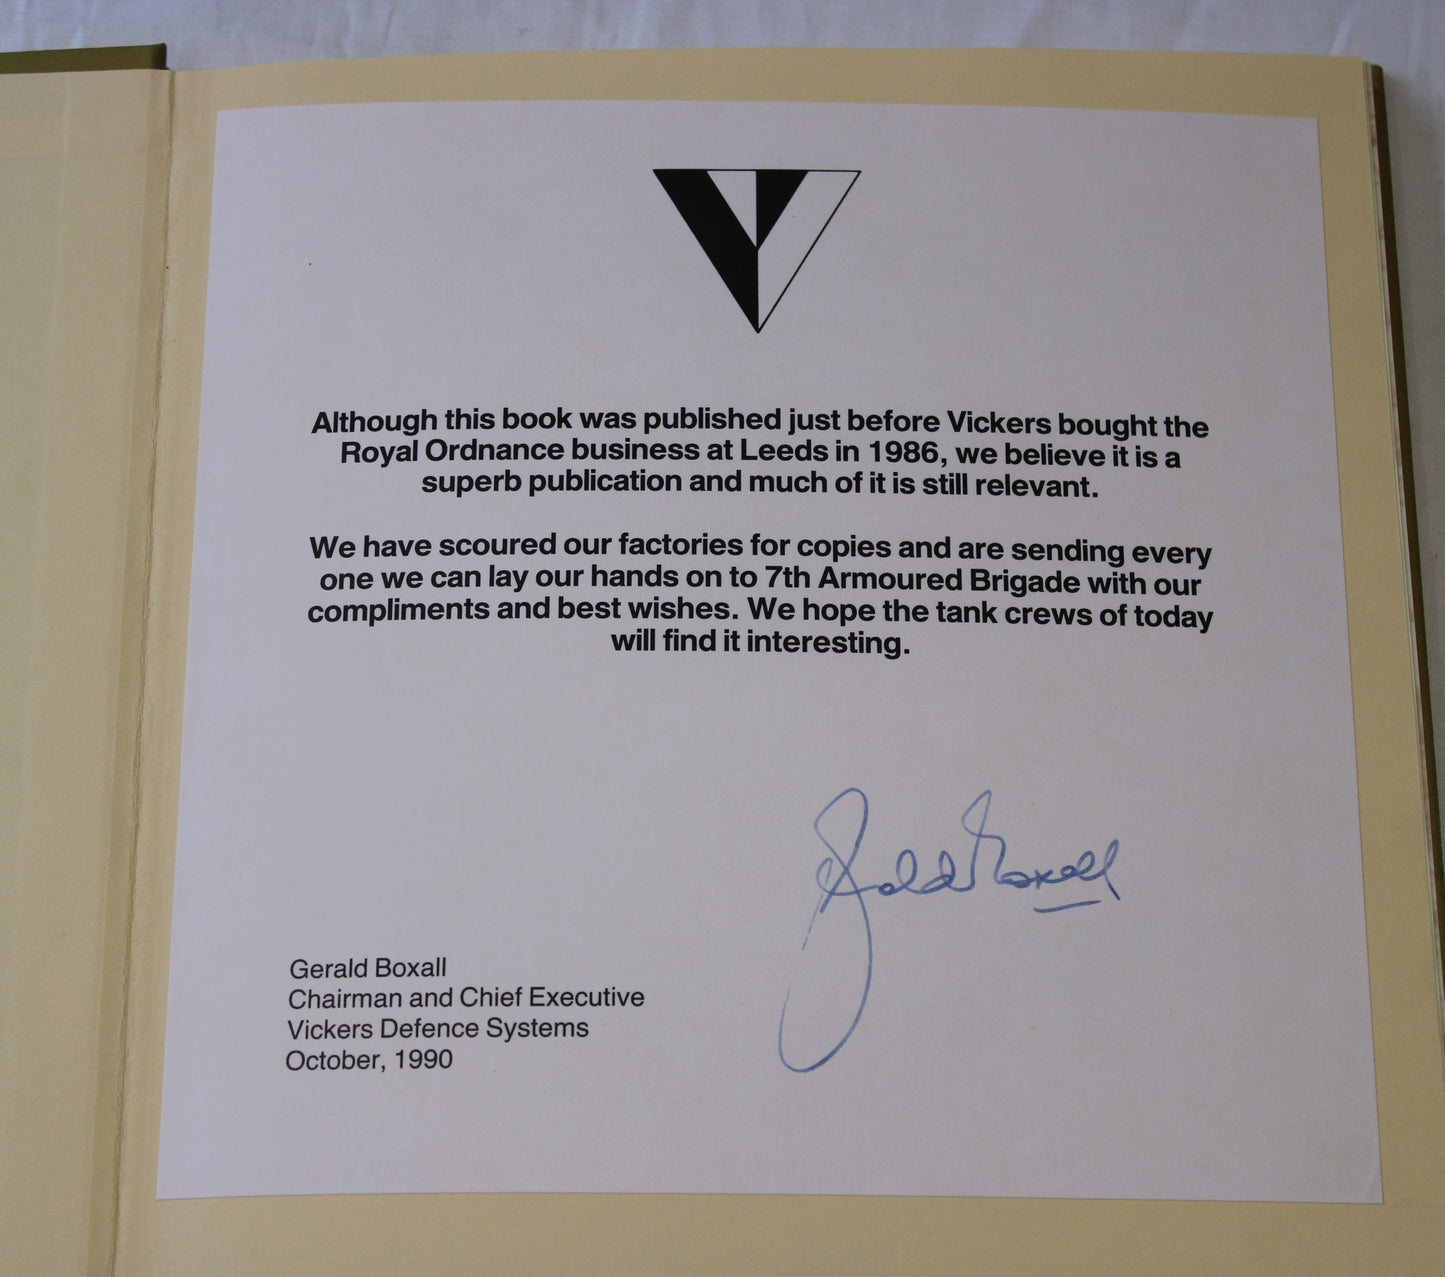 Although this book was published just before Vickers bought the
Royal Ordnance business at Leeds in 1986, we believe it is a
superb publication and much of it is still relevant.
We have scoured our factories for copies and are sending every
one we can lay our hands on to 7th Armoured Brigade with our
compliments and best wishes. We hope the tank crews of today
will find it interesting.
Gerald Boxall
Gerald Boxall
Chairman and Chief Executive
Vickers Defence Systems
October, 1990